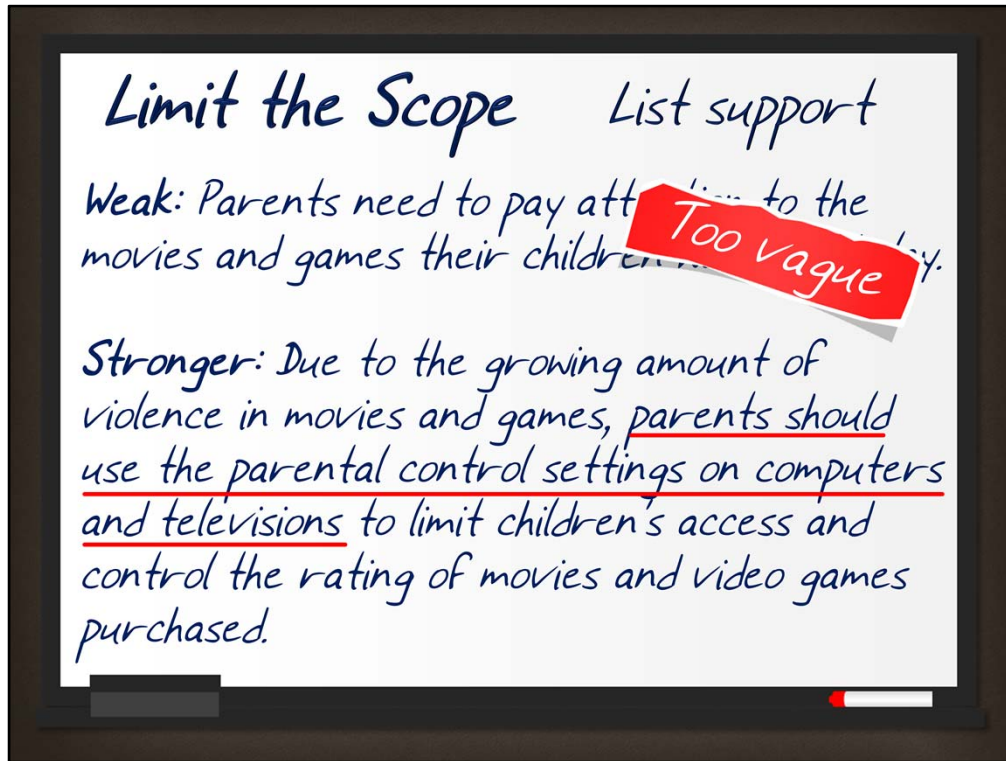 Limit the Scope List support
Weak: Parents need to pay att to the
movies and games their children
Too vague
Stronger: Due to the growing amount of
violence in movies and games, parents should
use the parental control settings on computers
and televisions to limit children's access and
control the rating of movies and video games
purchased.